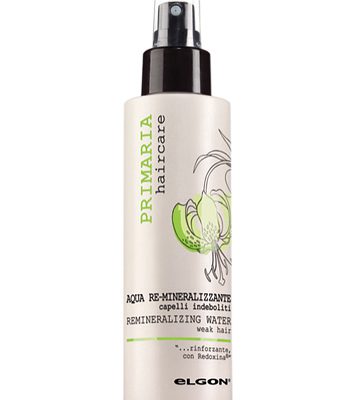 PRIMARIA
haircare
AQUA RE-MINERALIZZANTE
capelli indeboliti
REMINERALIZING WATER
weak hair
"...rinforzante,
con Redoxina®"
eLGON®